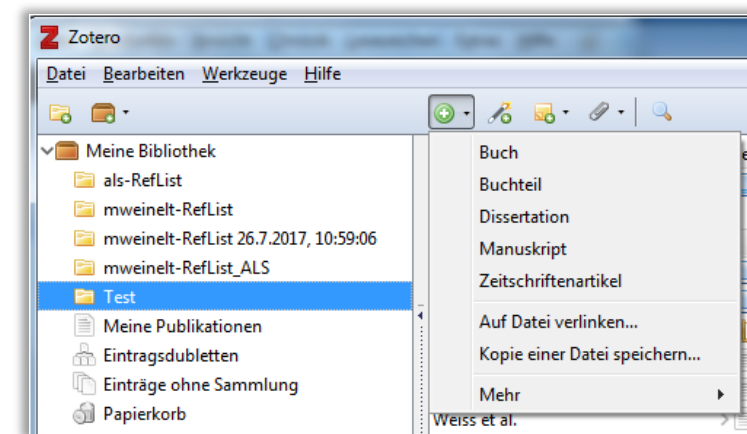 Zotero
Datei Bearbeiten Werkzeuge Hilfe
Meine Bibliothek
als-RefList
mweinelt-RefList
mweinelt-RefList 26.7.2017, 10:59:06
mweinelt-RefList_ALS
Test
Meine Publikationen
Eintragsdubletten
Einträge ohne Sammlung
Papierkorb
Buch
Buchteil
Dissertation
Manuskript
Zeitschriftenartikel
Auf Datei verlinken...
Kopie einer Datei speichern...
Mehr
Weiss et al.